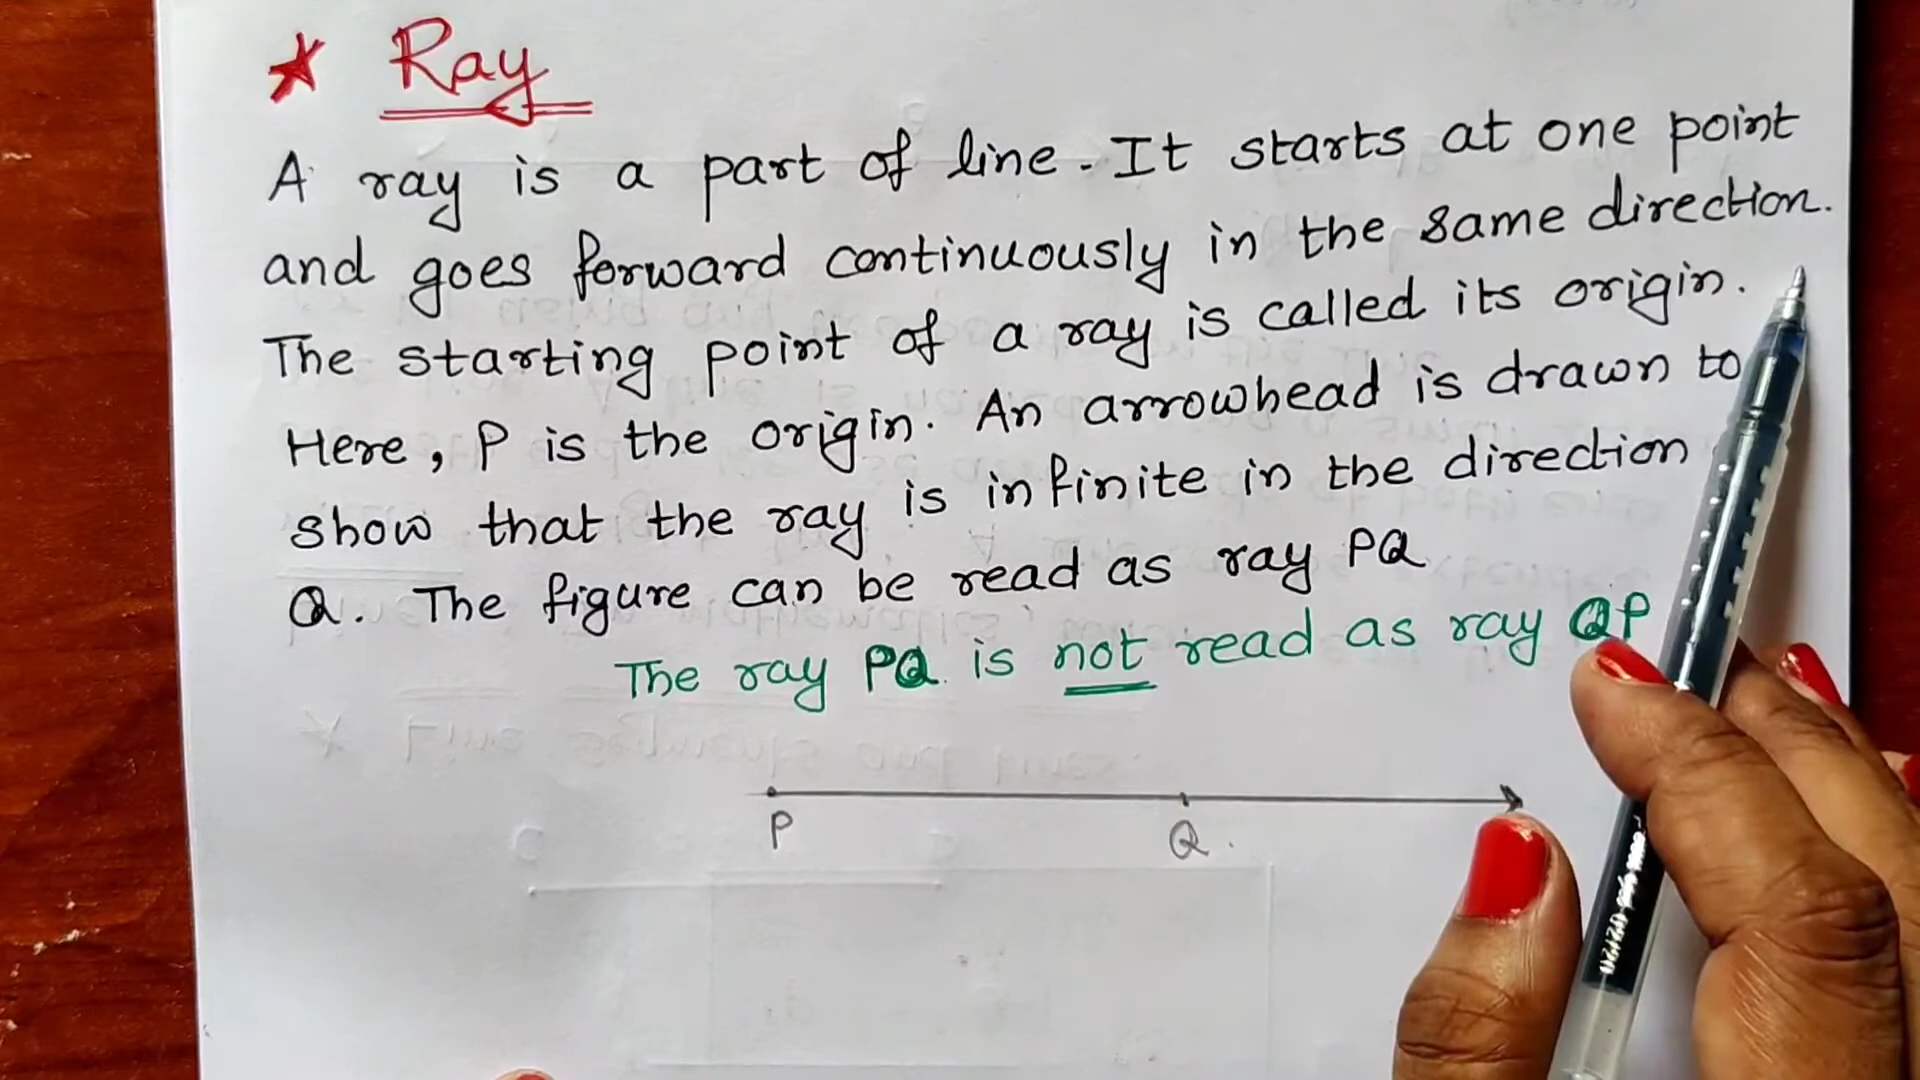 ★ Ray
A ray is a part of line. It starts at one point
and goes forward continuously in the same direction.
The starting point of a ray is called its origin.
Here, P is the origin. An arrowhead is drawn to
show that the ray is infinite in the direction
Q. The figure can be read as ray PQ
The ray PQ is not read as ray QP
P Q.